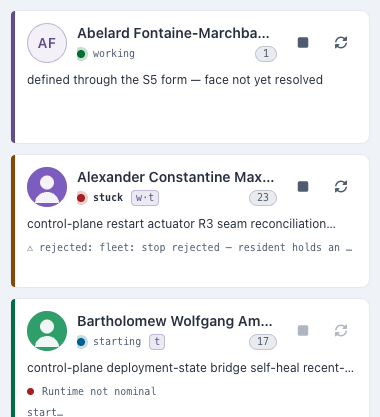 AF
Abelard Fontaine-Marchba...
working
1
defined through the S5 form — face not yet resolved
Alexander Constantine Max...
stuck w·t
23
control-plane restart actuator R3 seam reconciliation...
⚠ rejected: fleet: stop rejected — resident holds an …
Bartholomew Wolfgang Am...
starting t
17
control-plane deployment-state bridge self-heal recent-...
Runtime not nominal
start…